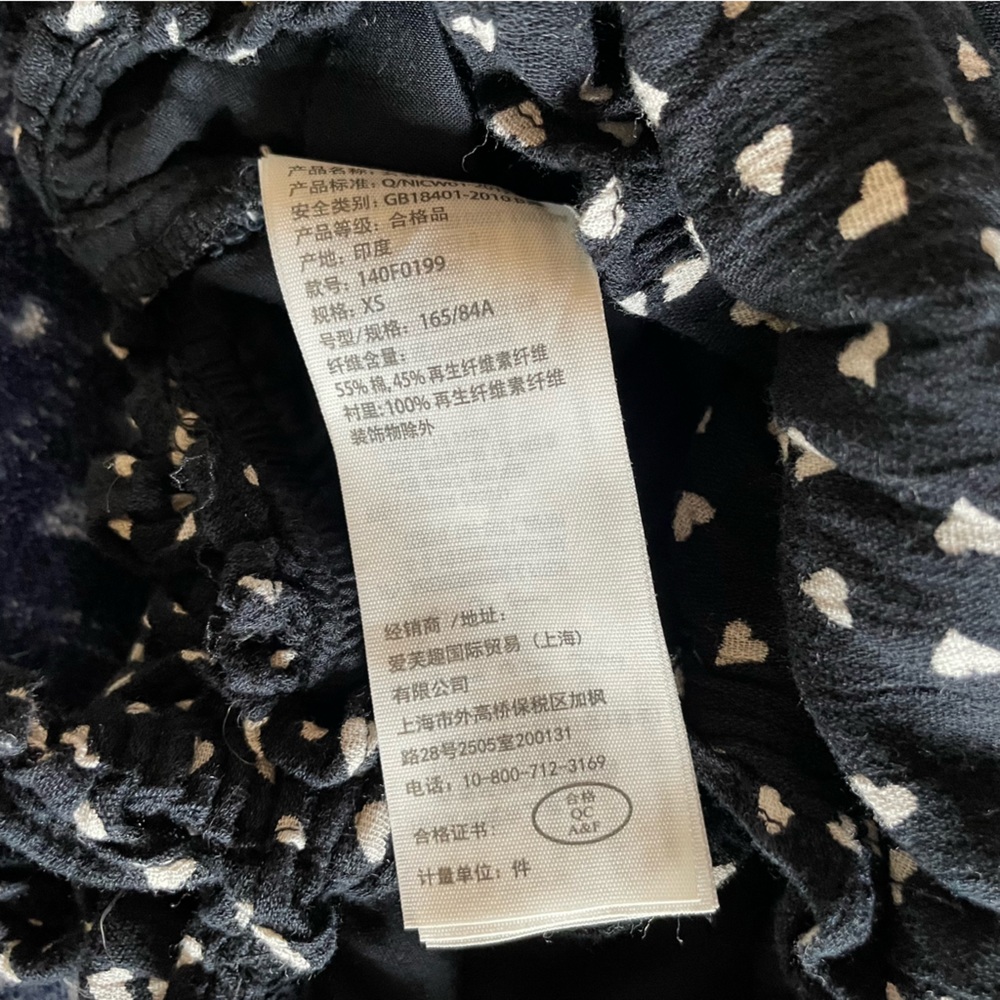 产品名称:
产品标准: Q/NICW01
安全类别: GB18401-2010 B
产品等级: 合格品
产地: 印度
款号: 140F0199
规格: XS
号型/规格: 165/84A
纤维含量:
55% 棉,45% 再生纤维素纤维
衬里:100% 再生纤维素纤维
装饰物除外
经销商 /地址:
爱芙趣国际贸易 (上海)
有限公司
上海市外高桥保税区加枫
路28号2505室200131
电话, 10-800-712-3169
合格证书:
合格
QC
A&F
计量单位: 件